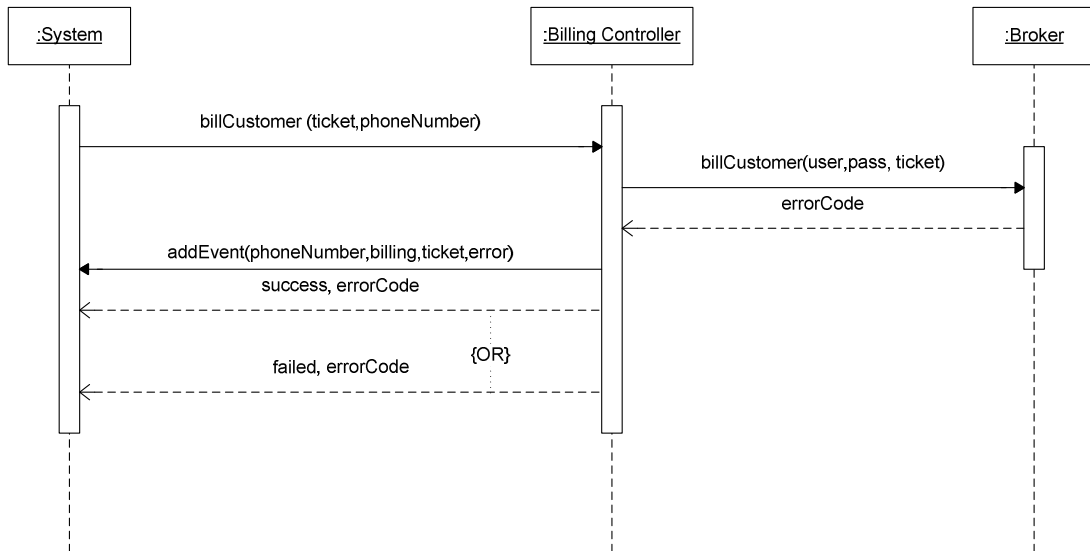 :System
:Billing Controller
:Broker
billCustomer (ticket,phoneNumber)
billCustomer(user,pass, ticket)
errorCode
addEvent(phoneNumber,billing,ticket,error)
success, errorCode
{OR}
failed, errorCode